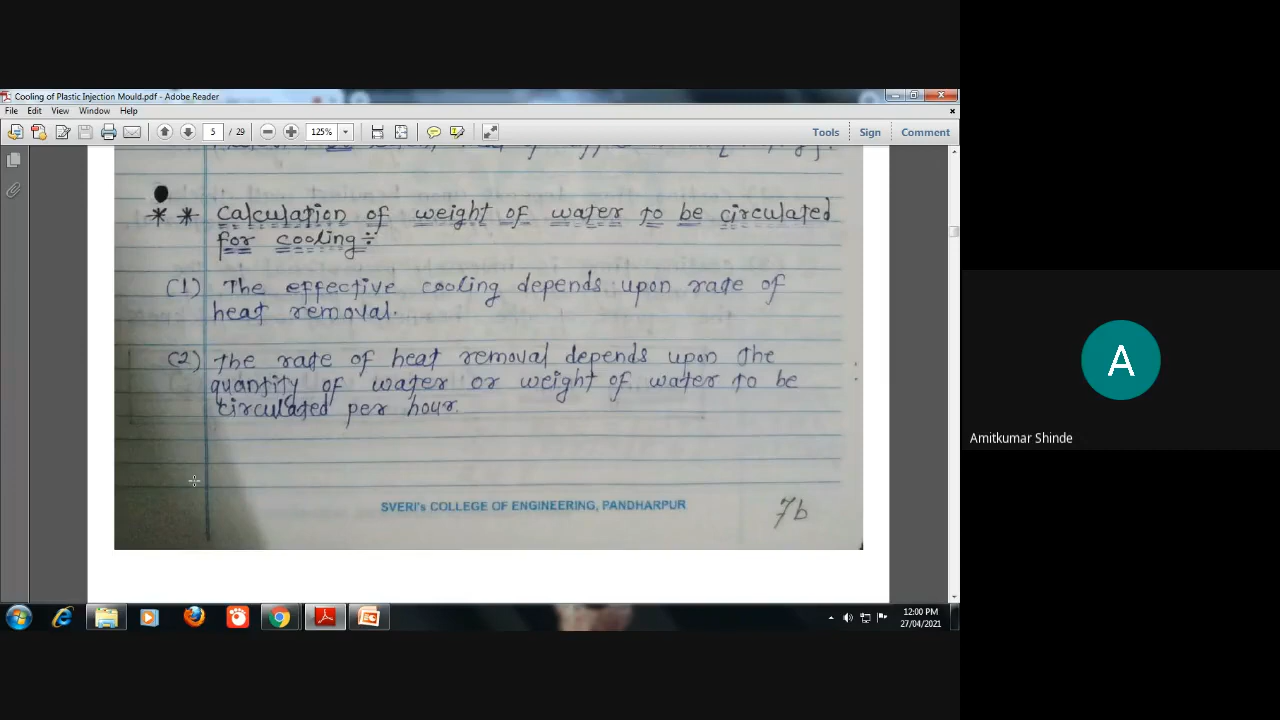 Cooling of Plastic Injection Mould.pdf - Adobe Reader
File Edit View Window Help
5 / 29 125% Tools Sign Comment
** Calculation of weight of water to be circulated
for cooling ÷
(1) The effective cooling depends upon rate of
heat removal.
(2) The rate of heat removal depends upon the
quantity of water or weight of water to be
circulated per hour.
SVERI's COLLEGE OF ENGINEERING, PANDHARPUR
7b
A
Amitkumar Shinde
12:00 PM
27/04/2021